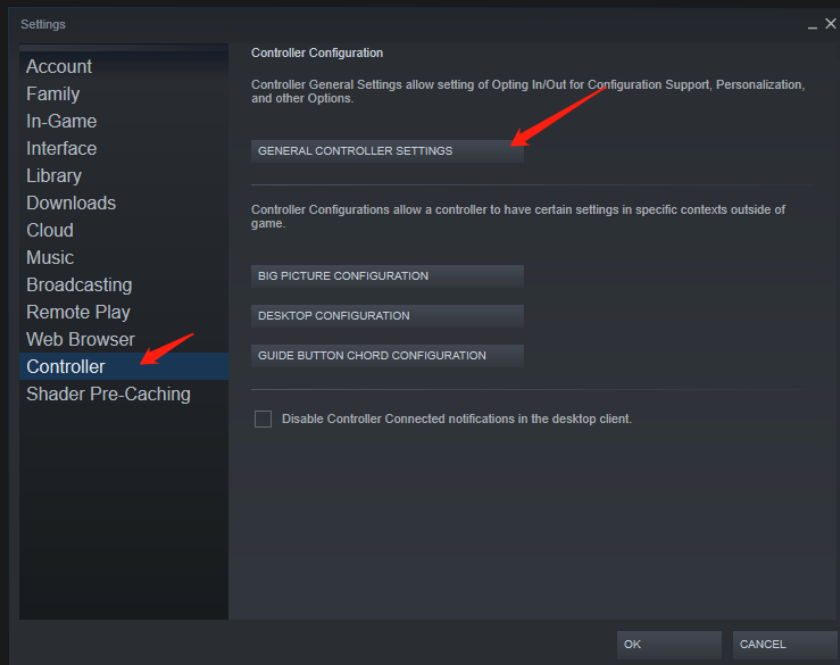 Settings
Account
Family
In-Game
Interface
Library
Downloads
Cloud
Music
Broadcasting
Remote Play
Web Browser
Controller
Shader Pre-Caching
Controller Configuration
Controller General Settings allow setting of Opting In/Out for Configuration Support, Personalization,
and other Options.
GENERAL CONTROLLER SETTINGS
Controller Configurations allow a controller to have certain settings in specific contexts outside of
game.
BIG PICTURE CONFIGURATION
DESKTOP CONFIGURATION
GUIDE BUTTON CHORD CONFIGURATION
Disable Controller Connected notifications in the desktop client.
OK
CANCEL